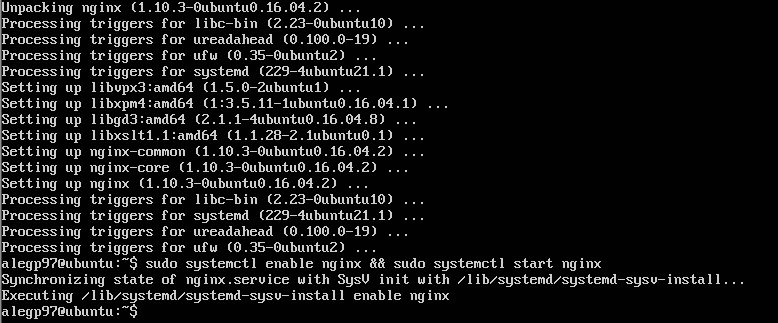 Unpacking nginx (1.10.3-0ubuntu0.16.04.2) ...
Processing triggers for libc-bin (2.23-0ubuntu10) ...
Processing triggers for ureadahead (0.100.0-19) ...
Processing triggers for ufw (0.35-0ubuntu2) ...
Processing triggers for systemd (229-4ubuntu21.1) ...
Setting up libvpx3:amd64 (1.5.0-2ubuntu1) ...
Setting up libxpm4:amd64 (1:3.5.11-1ubuntu0.16.04.1) ...
Setting up libgd3:amd64 (2.1.1-4ubuntu0.16.04.8) ...
Setting up libxslt1.1:amd64 (1.1.28-2.1ubuntu0.1) ...
Setting up nginx-common (1.10.3-0ubuntu0.16.04.2) ...
Setting up nginx-core (1.10.3-0ubuntu0.16.04.2) ...
Setting up nginx (1.10.3-0ubuntu0.16.04.2) ...
Processing triggers for libc-bin (2.23-0ubuntu10) ...
Processing triggers for systemd (229-4ubuntu21.1) ...
Processing triggers for ureadahead (0.100.0-19) ...
Processing triggers for ufw (0.35-0ubuntu2) ...
alegp97@ubuntu:~$ sudo systemctl enable nginx && sudo systemctl start nginx
Synchronizing state of nginx.service with SysV init with /lib/systemd/systemd-sysv-install...
Executing /lib/systemd/systemd-sysv-install enable nginx
alegp97@ubuntu:~$